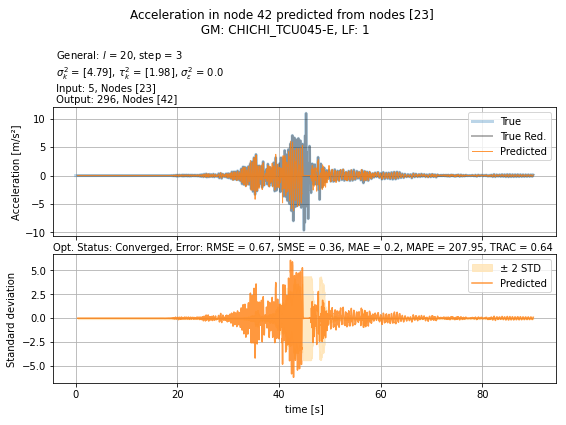 Acceleration in node 42 predicted from nodes [23]
GM: CHICHI_TCU045-E, LF: 1
General: l = 20, step = 3
σ²ₖ = [4.79], τ²ₖ = [1.98], σ²ε = 0.0
Input: 5, Nodes [23]
Output: 296, Nodes [42]
Acceleration [m/s²]
10
5
0
−5
−10
True
True Red.
Predicted
Opt. Status: Converged, Error: RMSE = 0.67, SMSE = 0.36, MAE = 0.2, MAPE = 207.95, TRAC = 0.64
Standard deviation
5.0
2.5
0.0
−2.5
−5.0
± 2 STD
Predicted
0 20 40 60 80
time [s]